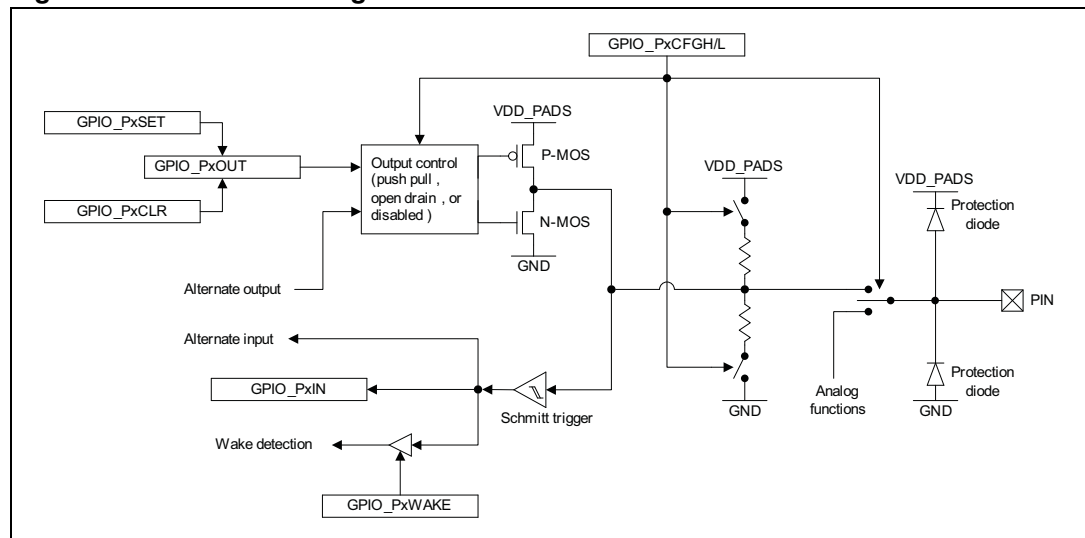 GPIO_PxCFGH/L
VDD_PADS
GPIO_PxSET
GPIO_PxOUT
GPIO_PxCLR
Output control
(push pull ,
open drain , or
disabled )
P-MOS
N-MOS
GND
VDD_PADS
VDD_PADS
Protection
diode
Alternate output
PIN
Alternate input
GPIO_PxIN
Schmitt trigger
GND
Analog
functions
Protection
diode
GND
Wake detection
GPIO_PxWAKE